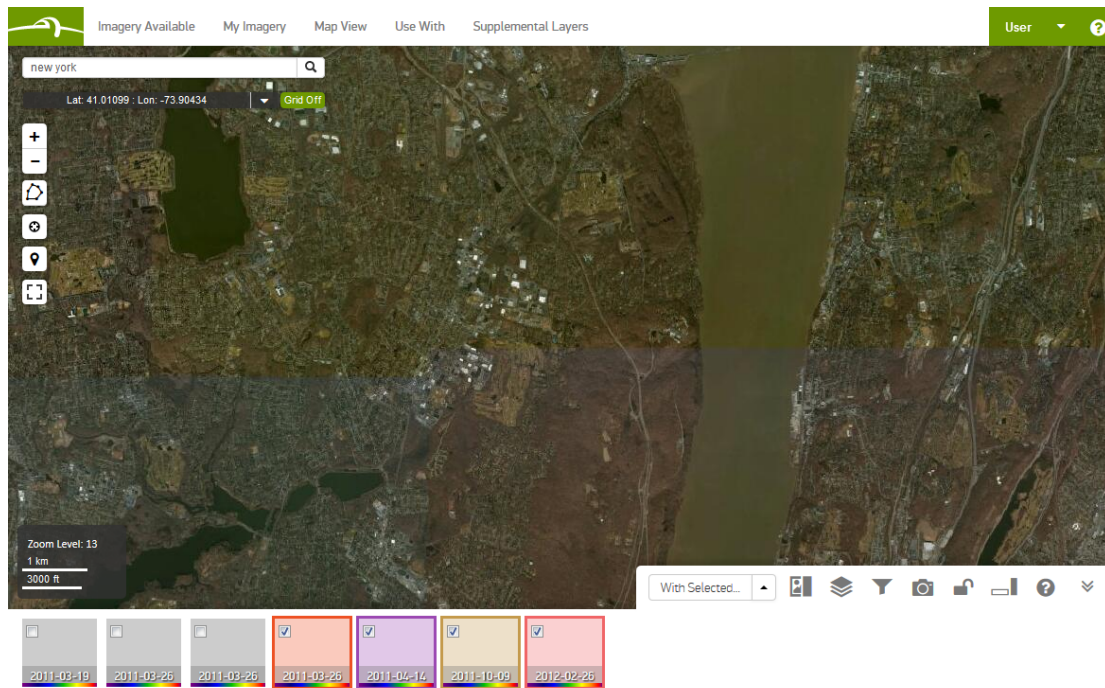 Imagery Available My Imagery Map View Use With Supplemental Layers User ?
new york
Lat: 41.01099 : Lon: -73.90434 Grid Off
+
−
Zoom Level: 13
1 km
3000 ft
With Selected... ?
2011-03-19 2011-03-26 2011-03-26 2011-03-26 2011-04-14 2011-10-09 2012-02-26